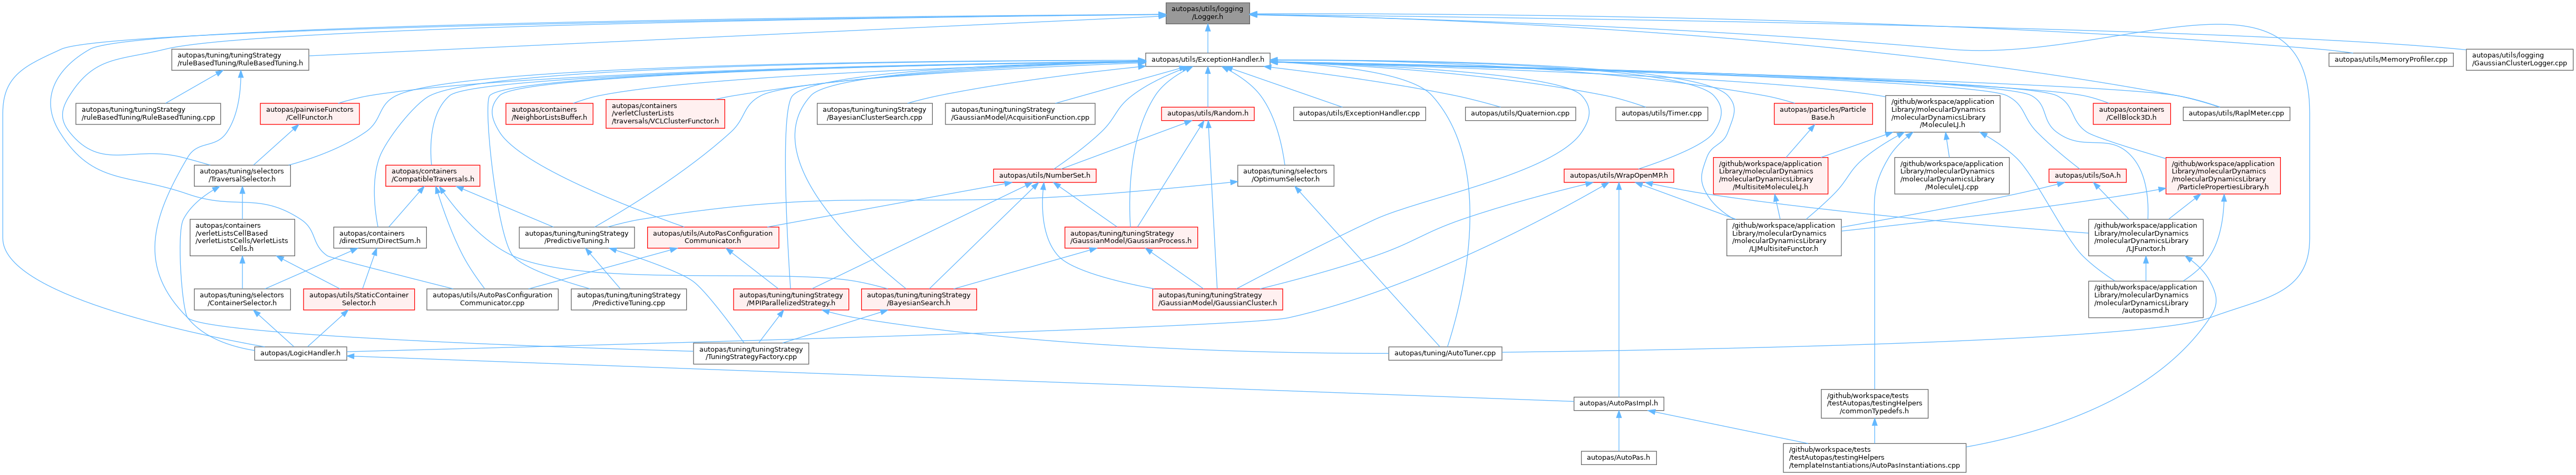 autopas/utils/logging
/Logger.h
autopas/tuning/tuningStrategy
/ruleBasedTuning/RuleBasedTuning.h
autopas/utils/ExceptionHandler.h
autopas/utils/MemoryProfiler.cpp
autopas/utils/logging
/GaussianClusterLogger.cpp
autopas/tuning/tuningStrategy
/ruleBasedTuning/RuleBasedTuning.cpp
autopas/pairwiseFunctors
/CellFunctor.h
autopas/containers
/NeighborListsBuffer.h
autopas/containers
/verletClusterLists
/traversals/VCLClusterFunctor.h
autopas/tuning/tuningStrategy
/BayesianClusterSearch.cpp
autopas/tuning/tuningStrategy
/GaussianModel/AcquisitionFunction.cpp
autopas/utils/Random.h
autopas/utils/ExceptionHandler.cpp
autopas/utils/Quaternion.cpp
autopas/utils/Timer.cpp
autopas/particles/Particle
Base.h
/github/workspace/application
Library/molecularDynamics
/molecularDynamicsLibrary
/MoleculeLJ.h
autopas/containers
/CellBlock3D.h
autopas/utils/RaplMeter.cpp
autopas/tuning/selectors
/TraversalSelector.h
autopas/containers
/CompatibleTraversals.h
autopas/utils/NumberSet.h
autopas/tuning/selectors
/OptimumSelector.h
autopas/utils/WrapOpenMP.h
/github/workspace/application
Library/molecularDynamics
/molecularDynamicsLibrary
/MultisiteMoleculeLJ.h
/github/workspace/application
Library/molecularDynamics
/molecularDynamicsLibrary
/MoleculeLJ.cpp
autopas/utils/SoA.h
/github/workspace/application
Library/molecularDynamics
/molecularDynamicsLibrary
/ParticlePropertiesLibrary.h
autopas/containers
/verletListsCellBased
/verletListsCells/VerletLists
Cells.h
autopas/containers
/directSum/DirectSum.h
autopas/tuning/tuningStrategy
/PredictiveTuning.h
autopas/utils/AutoPasConfiguration
Communicator.h
autopas/tuning/tuningStrategy
/GaussianModel/GaussianProcess.h
/github/workspace/application
Library/molecularDynamics
/molecularDynamicsLibrary
/LJMultisiteFunctor.h
/github/workspace/application
Library/molecularDynamics
/molecularDynamicsLibrary
/LJFunctor.h
autopas/tuning/selectors
/ContainerSelector.h
autopas/utils/StaticContainer
Selector.h
autopas/utils/AutoPasConfiguration
Communicator.cpp
autopas/tuning/tuningStrategy
/PredictiveTuning.cpp
autopas/tuning/tuningStrategy
/MPIParallelizedStrategy.h
autopas/tuning/tuningStrategy
/BayesianSearch.h
autopas/tuning/tuningStrategy
/GaussianModel/GaussianCluster.h
/github/workspace/application
Library/molecularDynamics
/molecularDynamicsLibrary
/autopasmd.h
autopas/LogicHandler.h
autopas/tuning/tuningStrategy
/TuningStrategyFactory.cpp
autopas/tuning/AutoTuner.cpp
autopas/AutoPasImpl.h
/github/workspace/tests
/testAutopas/testingHelpers
/commonTypedefs.h
autopas/AutoPas.h
/github/workspace/tests
/testAutopas/testingHelpers
/templateInstantiations/AutoPasInstantiations.cpp